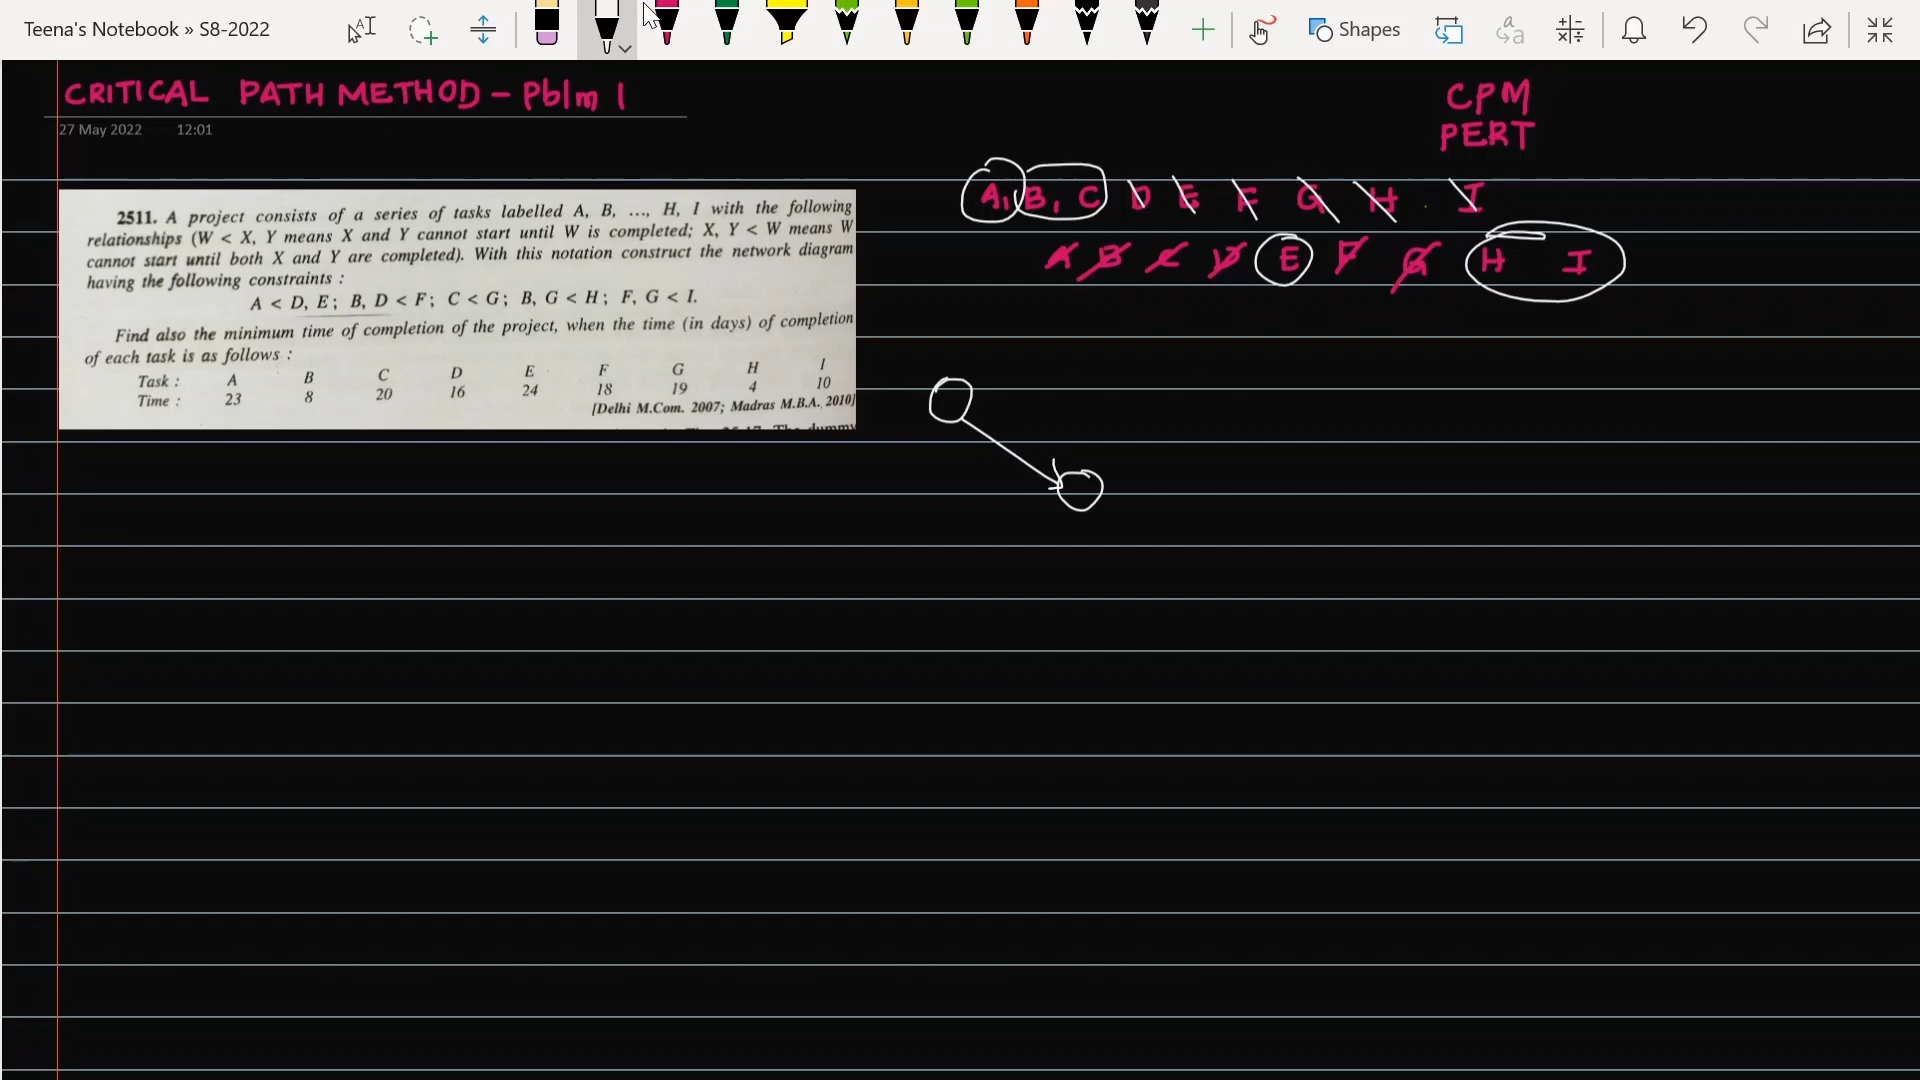 Teena's Notebook » S8-2022
Shapes
CRITICAL PATH METHOD - Pblm 1
27 May 2022 12:01
CPM
PERT
A, B, C D E F G H I
A B C D E F G H I
2511. A project consists of a series of tasks labelled A, B, ..., H, I with the following
relationships (W < X, Y means X and Y cannot start until W is completed; X, Y < W means W
cannot start until both X and Y are completed). With this notation construct the network diagram
having the following constraints :
A < D, E; B, D < F; C < G; B, G < H; F, G < I.
Find also the minimum time of completion of the project, when the time (in days) of completion
of each task is as follows :
Task : A B C D E F G H I
Time : 23 8 20 16 24 18 19 4 10
[Delhi M.Com. 2007; Madras M.B.A. 2010]